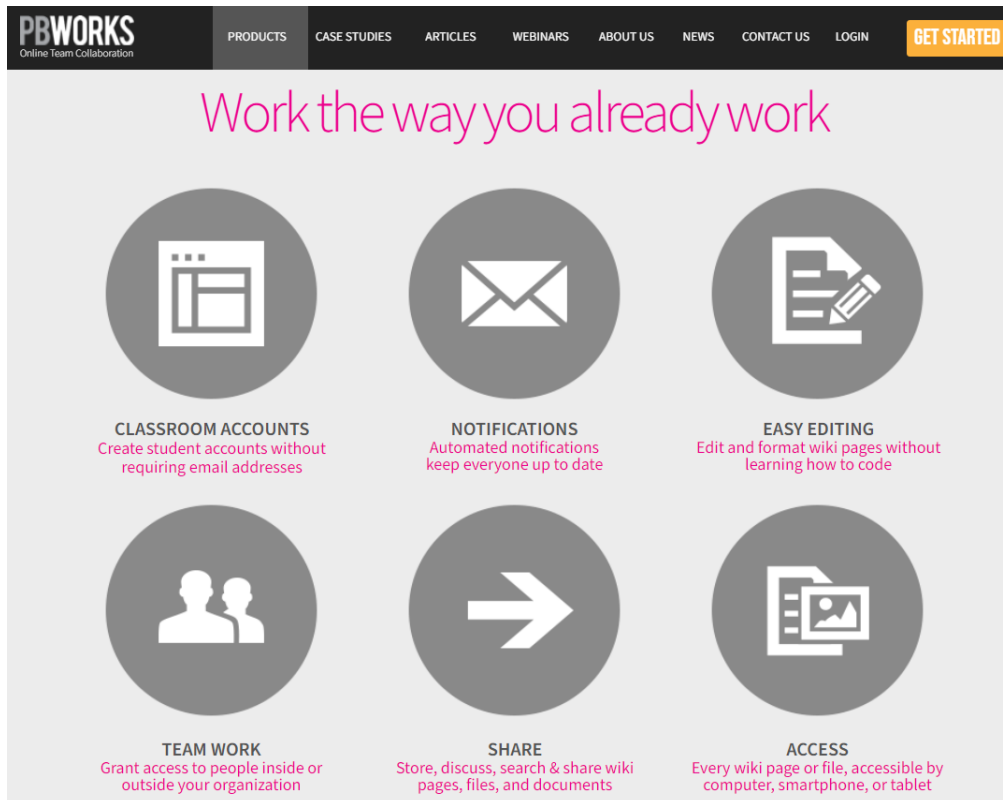 PBWORKS
Online Team Collaboration
PRODUCTS CASE STUDIES ARTICLES WEBINARS ABOUT US NEWS CONTACT US LOGIN GET STARTED
Work the way you already work
CLASSROOM ACCOUNTS
Create student accounts without
requiring email addresses
NOTIFICATIONS
Automated notifications
keep everyone up to date
EASY EDITING
Edit and format wiki pages without
learning how to code
TEAM WORK
Grant access to people inside or
outside your organization
SHARE
Store, discuss, search & share wiki
pages, files, and documents
ACCESS
Every wiki page or file, accessible by
computer, smartphone, or tablet